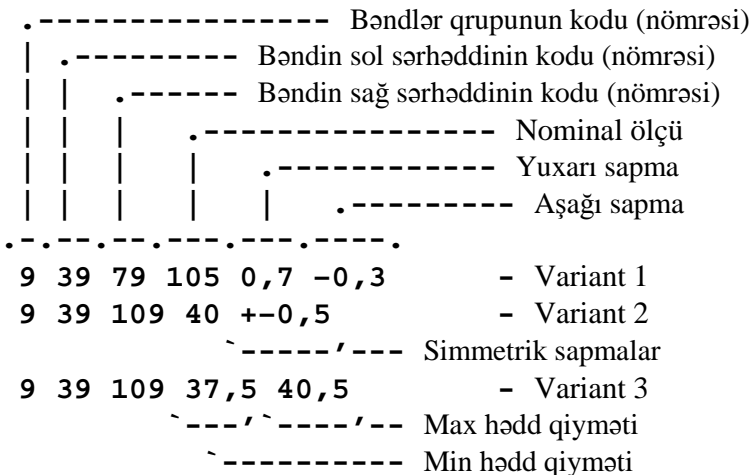 .----------------- Bəndlər qrupunun kodu (nömrəsi)
| .--------- Bəndin sol sərhəddinin kodu (nömrəsi)
| | .------ Bəndin sağ sərhəddinin kodu (nömrəsi)
| | | .---------------- Nominal ölçü
| | | | .------------ Yuxarı sapma
| | | | | .--------- Aşağı sapma
.-.--.--.---.---.----.
9 39 79 105 0,7 –0,3 - Variant 1
9 39 109 40 +–0,5 - Variant 2
`-----′--- Simmetrik sapmalar
9 39 109 37,5 40,5 - Variant 3
`---′`----′-- Max hədd qiyməti
`---------- Min hədd qiyməti